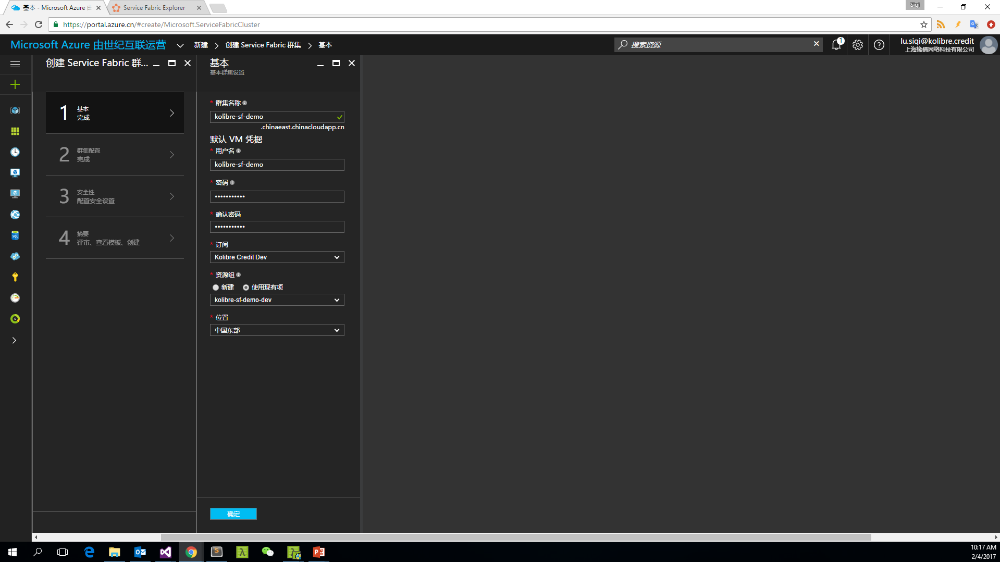 基本 - Microsoft Azure 由
Service Fabric Explorer
Siqi
https://portal.azure.cn/#create/Microsoft.ServiceFabricCluster
Microsoft Azure 由世纪互联运营
新建
创建 Service Fabric 群集
基本
搜索资源
1
lu.siqi@kolibre.credit
上海橡楠网络科技有限公司
创建 Service Fabric 群...
1
基本
完成
2
群集配置
完成
3
安全性
配置安全设置
4
摘要
评审、查看模板、创建
基本
基本群集设置
* 群集名称
kolibre-sf-demo
.chinaeast.chinacloudapp.cn
默认 VM 凭据
* 用户名
kolibre-sf-demo
* 密码
•••••••••••
* 确认密码
•••••••••••
* 订阅
Kolibre Credit Dev
* 资源组
新建
使用现有项
kolibre-sf-demo-dev
* 位置
中国东部
确定
10:17 AM
2/4/2017